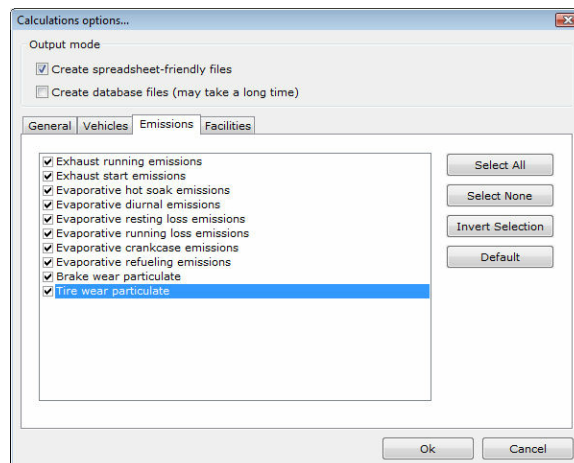 Calculations options...
Output mode
Create spreadsheet-friendly files
Create database files (may take a long time)
General Vehicles Emissions Facilities
Exhaust running emissions
Exhaust start emissions
Evaporative hot soak emissions
Evaporative diurnal emissions
Evaporative resting loss emissions
Evaporative running loss emissions
Evaporative crankcase emissions
Evaporative refueling emissions
Brake wear particulate
Tire wear particulate
Select All
Select None
Invert Selection
Default
Ok Cancel